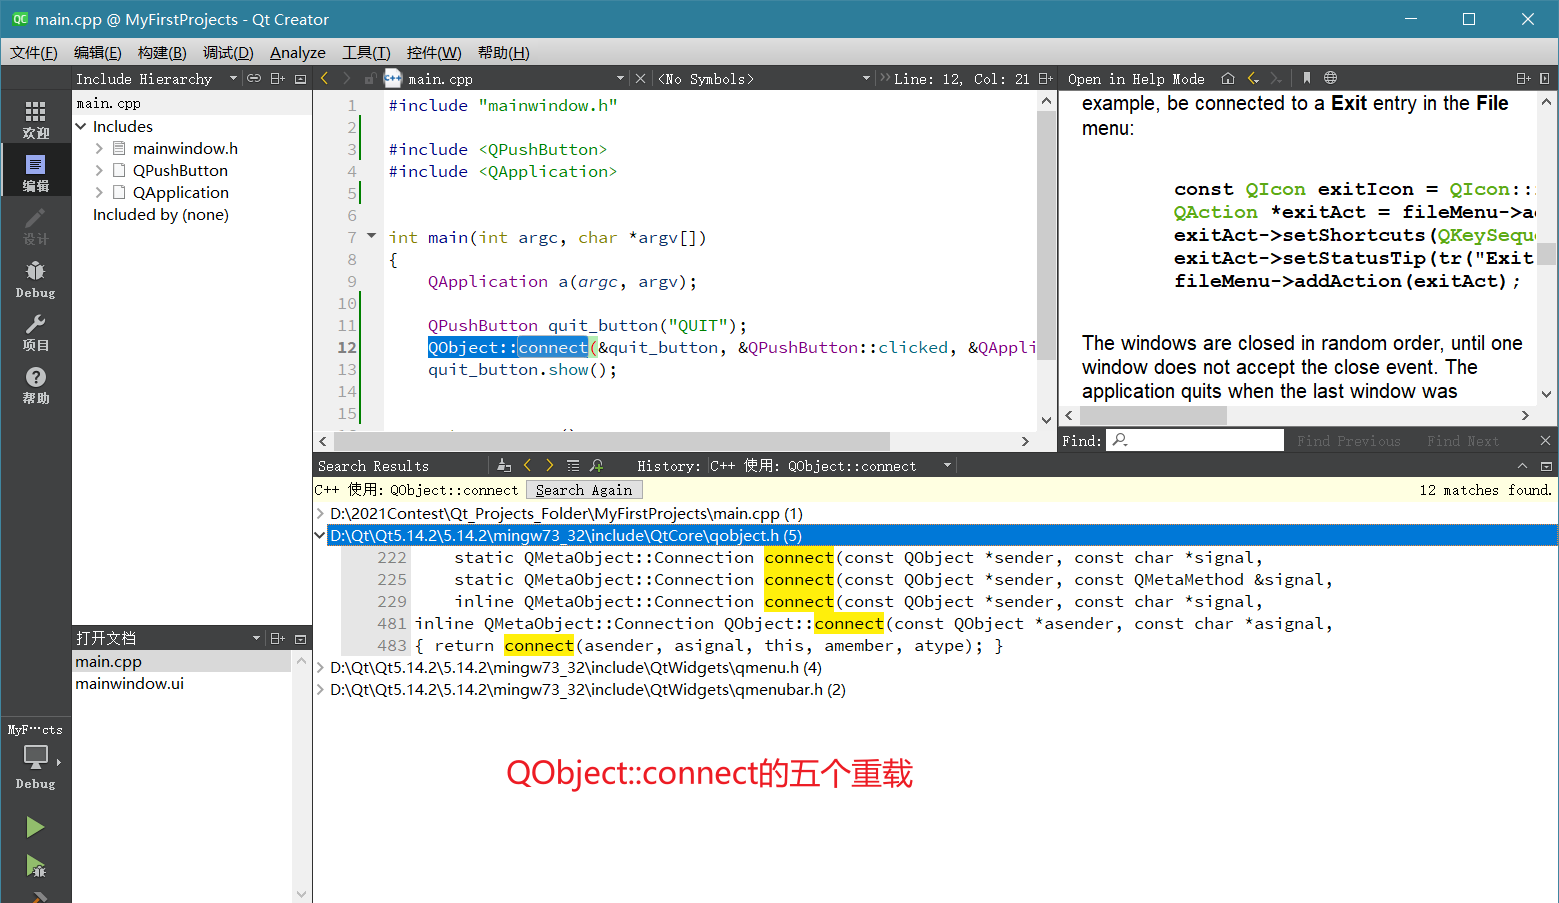 main.cpp @ MyFirstProjects - Qt Creator
文件(F) 编辑(E) 构建(B) 调试(D) Analyze 工具(T) 控件(W) 帮助(H)
Include Hierarchy
main.cpp
<No Symbols>
Line: 12, Col: 21
Open in Help Mode
欢迎
编辑
设计
Debug
项目
帮助
main.cpp
Includes
mainwindow.h
QPushButton
QApplication
Included by (none)
1 #include "mainwindow.h"
2
3 #include <QPushButton>
4 #include <QApplication>
5
6
7 int main(int argc, char *argv[])
8 {
9 QApplication a(argc, argv);
10
11 QPushButton quit_button("QUIT");
12 QObject::connect(&quit_button, &QPushButton::clicked, &QAppli
13 quit_button.show();
14
15
example, be connected to a Exit entry in the File
menu:
const QIcon exitIcon = QIcon::
QAction *exitAct = fileMenu->a
exitAct->setShortcuts(QKeySequ
exitAct->setStatusTip(tr("Exit
fileMenu->addAction(exitAct);
The windows are closed in random order, until one
window does not accept the close event. The
application quits when the last window was
Find:
Find Previous Find Next
Search Results
History: C++ 使用: QObject::connect
C++ 使用: QObject::connect Search Again 12 matches found.
D:\2021Contest\Qt_Projects_Folder\MyFirstProjects\main.cpp (1)
D:\Qt\Qt5.14.2\5.14.2\mingw73_32\include\QtCore\qobject.h (5)
222 static QMetaObject::Connection connect(const QObject *sender, const char *signal,
225 static QMetaObject::Connection connect(const QObject *sender, const QMetaMethod &signal,
229 inline QMetaObject::Connection connect(const QObject *sender, const char *signal,
481 inline QMetaObject::Connection QObject::connect(const QObject *asender, const char *asignal,
483 { return connect(asender, asignal, this, amember, atype); }
D:\Qt\Qt5.14.2\5.14.2\mingw73_32\include\QtWidgets\qmenu.h (4)
D:\Qt\Qt5.14.2\5.14.2\mingw73_32\include\QtWidgets\qmenubar.h (2)
打开文档
main.cpp
mainwindow.ui
MyF···cts
Debug
QObject::connect的五个重载